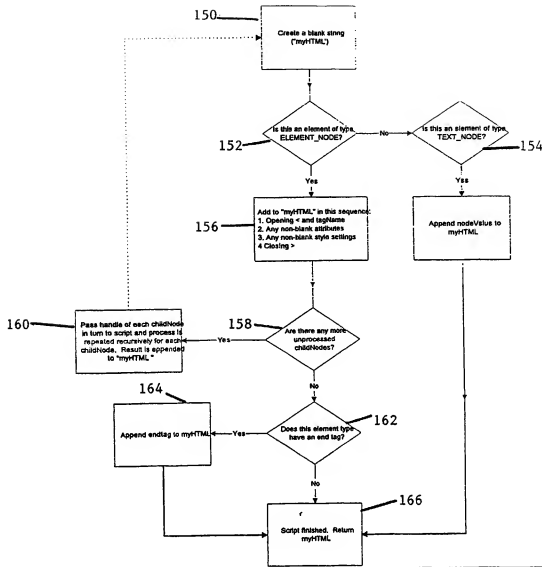 150
Create a blank string
("myHTML")
Is this an element of type,
ELEMENT_NODE?
152
No
Is this an element of type
TEXT_NODE?
154
Yes
Yes
Add to "myHTML" in this sequence:
1. Opening < and tagName
2. Any non-blank attributes
3. Any non-blank style settings
4 Closing >
156
Append nodeValue to
myHTML
160
Pass handle of each childNode
in turn to script and process is
repeated recursively for each
childNode. Result is appended
to "myHTML"
Yes
158
Are there any more
unprocessed
childNodes?
No
164
Append endtag to myHTML
Yes
Does this element type
have an end tag?
162
No
166
Script finished. Return
myHTML